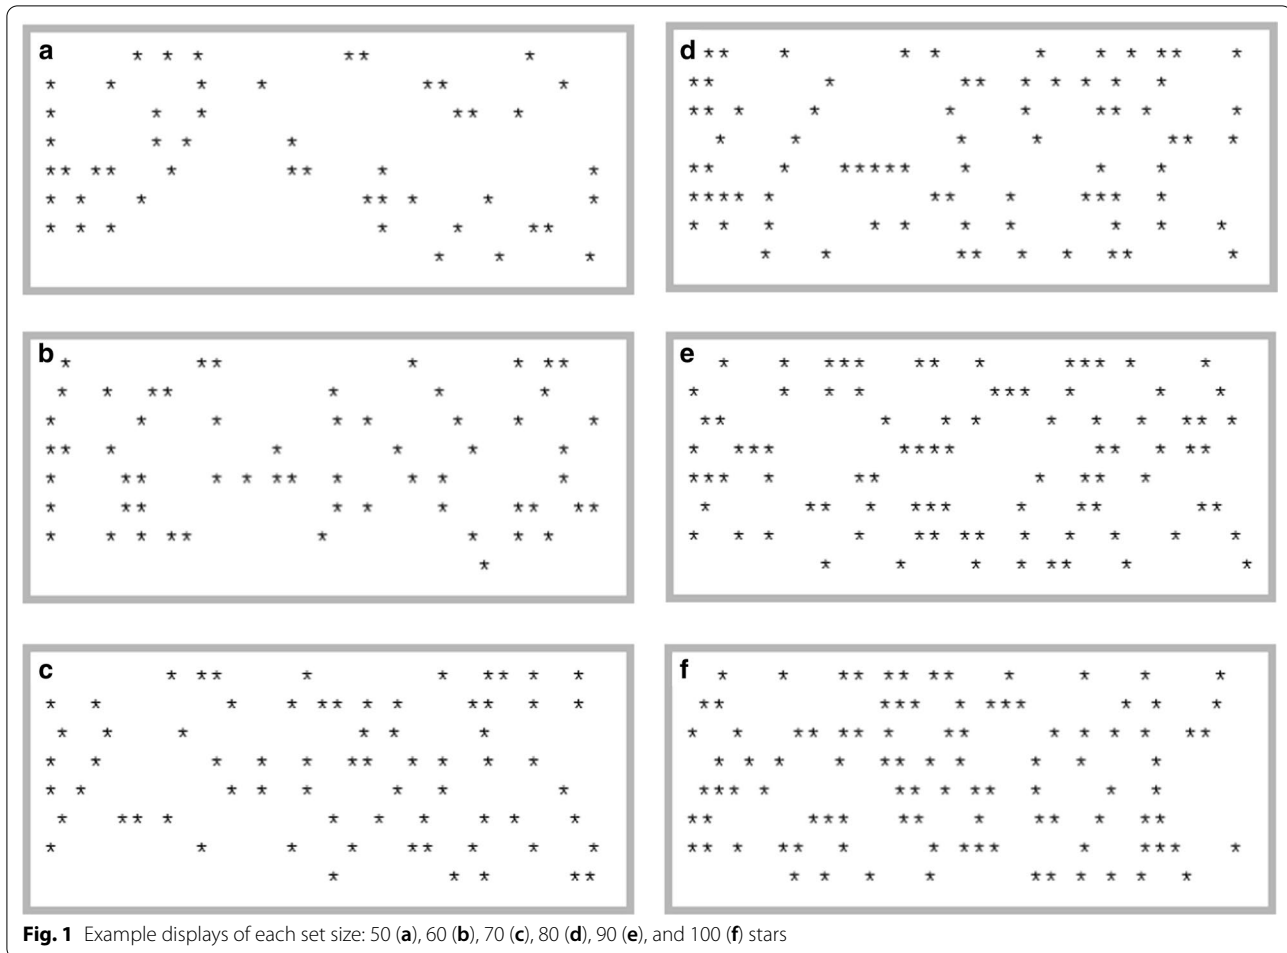 a
d
b
e
c
f
Fig. 1 Example displays of each set size: 50 (a), 60 (b), 70 (c), 80 (d), 90 (e), and 100 (f) stars